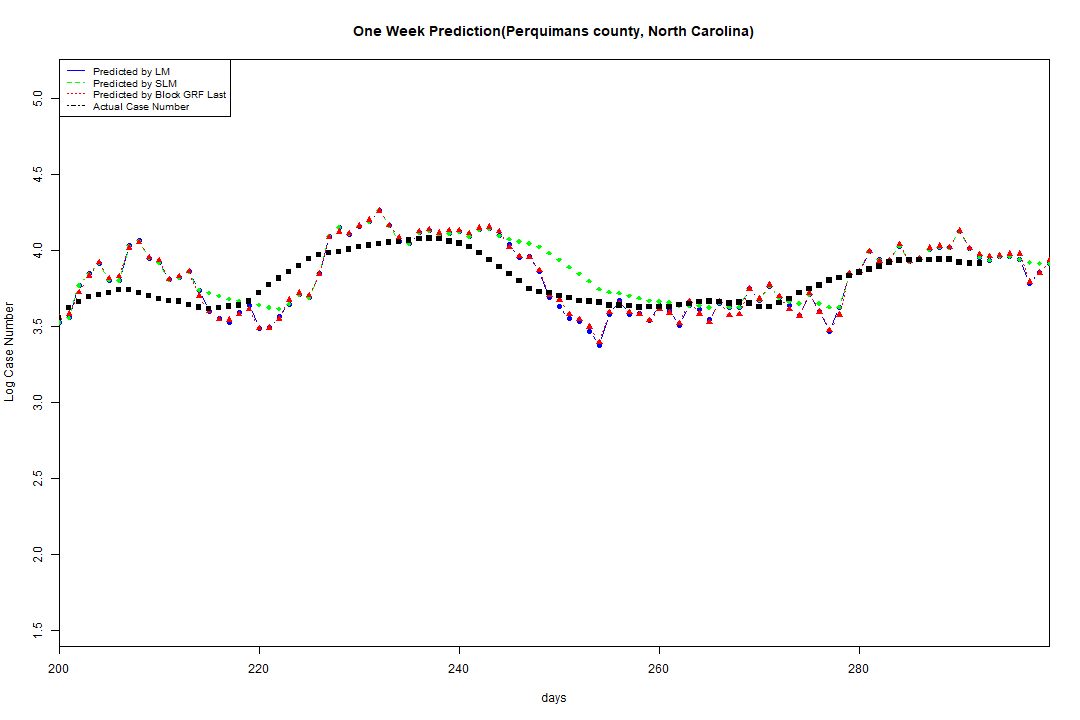 One Week Prediction(Perquimans county, North Carolina)
Predicted by LM
Predicted by SLM
Predicted by Block GRF Last
Actual Case Number
5.0
4.5
4.0
3.5
3.0
2.5
2.0
1.5
Log Case Number
200 220 240 260 280
days